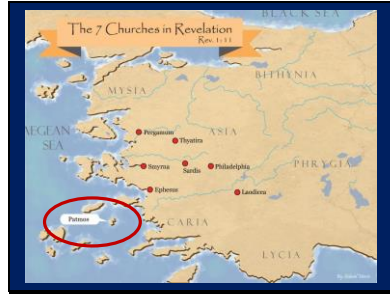 BLACK SEA
The 7 Churches in Revelation
Rev. 1:11
BITHYNIA
MYSIA
AEGEAN
SEA
Pergamum
ASIA
Thyatira
Smyrna
Sardis
Philadelphia
PHRYGIA
Ephesus
Laodicea
Patmos
CARIA
LYCIA